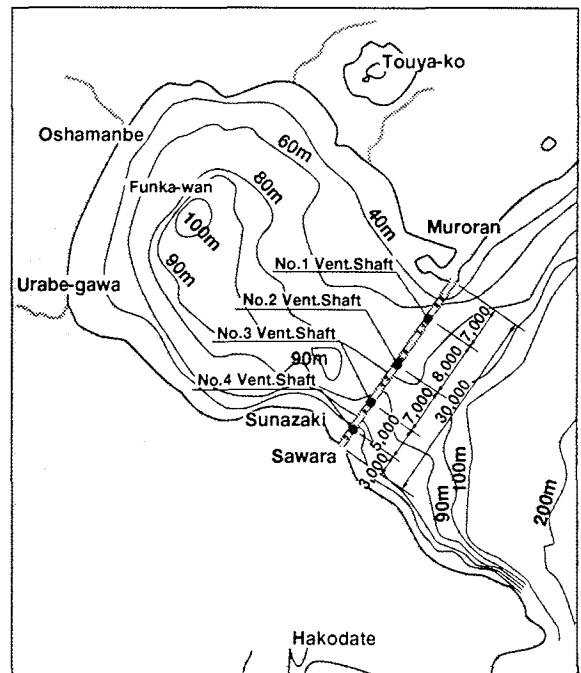 Touya-ko
Oshamanbe
60m
Funka-wan
80m
40m
100m
Muroran
90m
No.1 Vent.Shaft
Urabe-gawa
No.2 Vent.Shaft
7,000
No.3 Vent.Shaft
90m
8,000
No.4 Vent.Shaft
7,000
30,000
Sunazaki
5,000
Sawara
3,000
90m
100m
200m
Hakodate